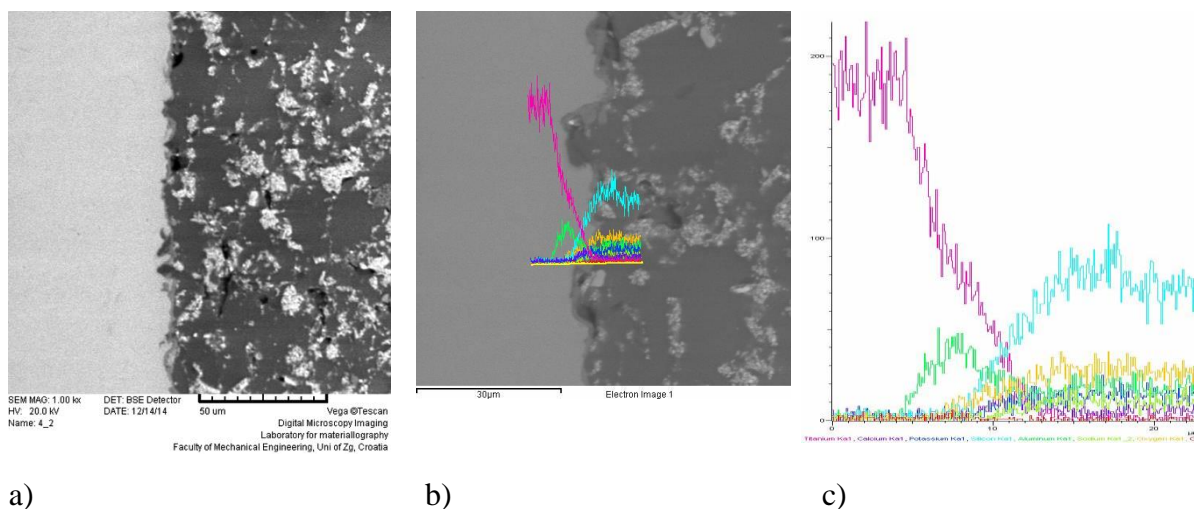 SEM MAG: 1.00 kx DET: BSE Detector
HV: 20.0 kV DATE: 12/14/14 50 um Vega ©Tescan
Name: 4_2 Digital Microscopy Imaging
Laboratory for materiallography
Faculty of Mechanical Engineering, Uni of Zg, Croatia
30µm Electron Image 1
200
100
0 10 20
Titanium Ka1, Calcium Ka1, Potassium Ka1, Silicon Ka1, Aluminum Ka1, Sodium Ka1_2, Oxygen Ka1,
a) b) c)